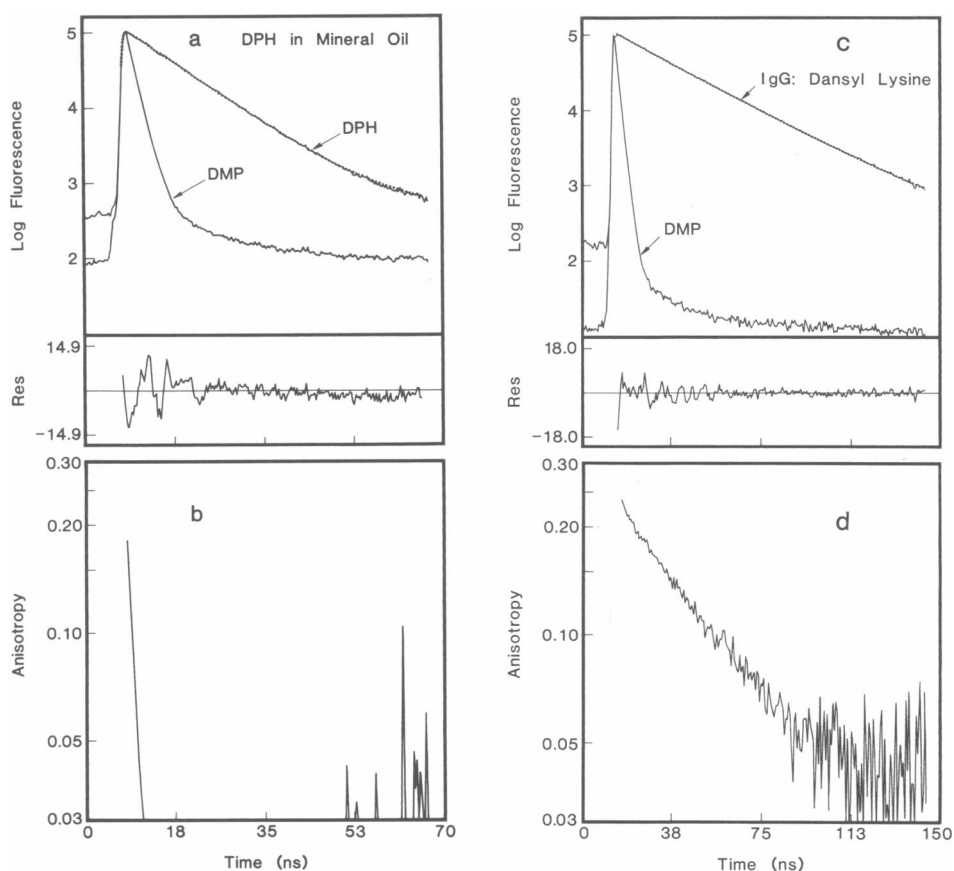 a DPH in Mineral Oil
5
4
3
2
Log Fluorescence
DPH
DMP
14.9
-14.9
Res
b
0.30
0.20
0.10
0.05
0.03
Anisotropy
0 18 35 53 70
Time (ns)
c
5
4
3
2
1
Log Fluorescence
IgG: Dansyl Lysine
DMP
18.0
-18.0
Res
d
0.30
0.20
0.10
0.05
0.03
Anisotropy
0 38 75 113 150
Time (ns)